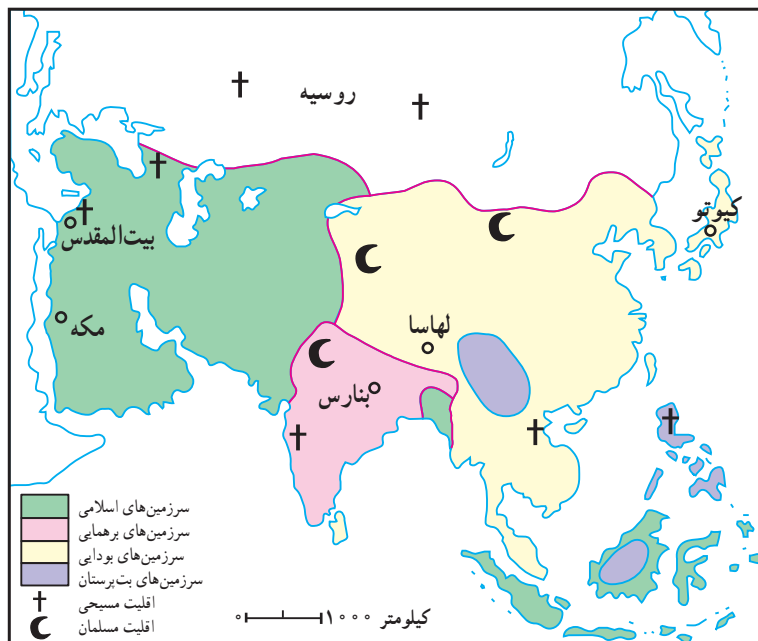 روسیه
کیوتو
بیت‌المقدس
مکه
لهاسا
بنارس
سرزمین‌های اسلامی
سرزمین‌های برهمایی
سرزمین‌های بودایی
سرزمین‌های بت‌پرستان
اقلیت مسیحی
اقلیت مسلمان
۰ ۱۰۰۰ کیلومتر